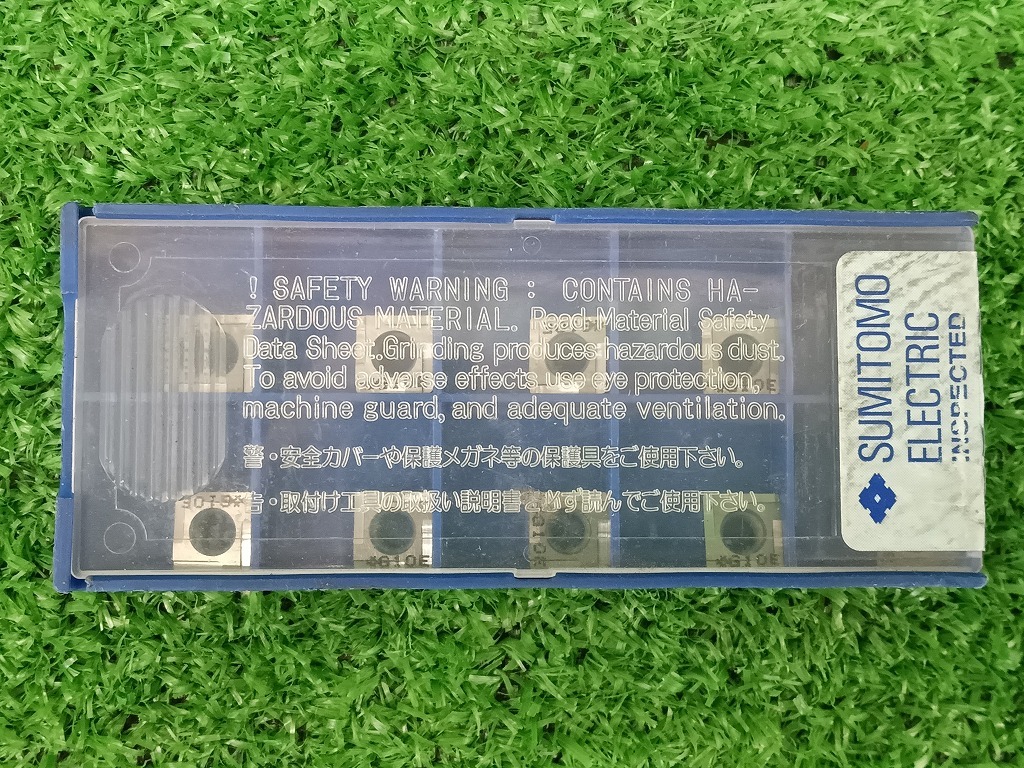 ! SAFETY WARNING : CONTAINS HA-
ZARDOUS MATERIAL. Read Material Safety
Data Sheet. Grinding produces hazardous dust.
To avoid adverse effects use eye protection,
machine guard, and adequate ventilation.
警・安全カバーや保護メガネ等の保護具をご使用下さい。
告・取付け工具の取扱い説明書を必ず読んでご使用下さい。
SUMITOMO
ELECTRIC
INSPECTED
*G10E
*G10E
*G10E